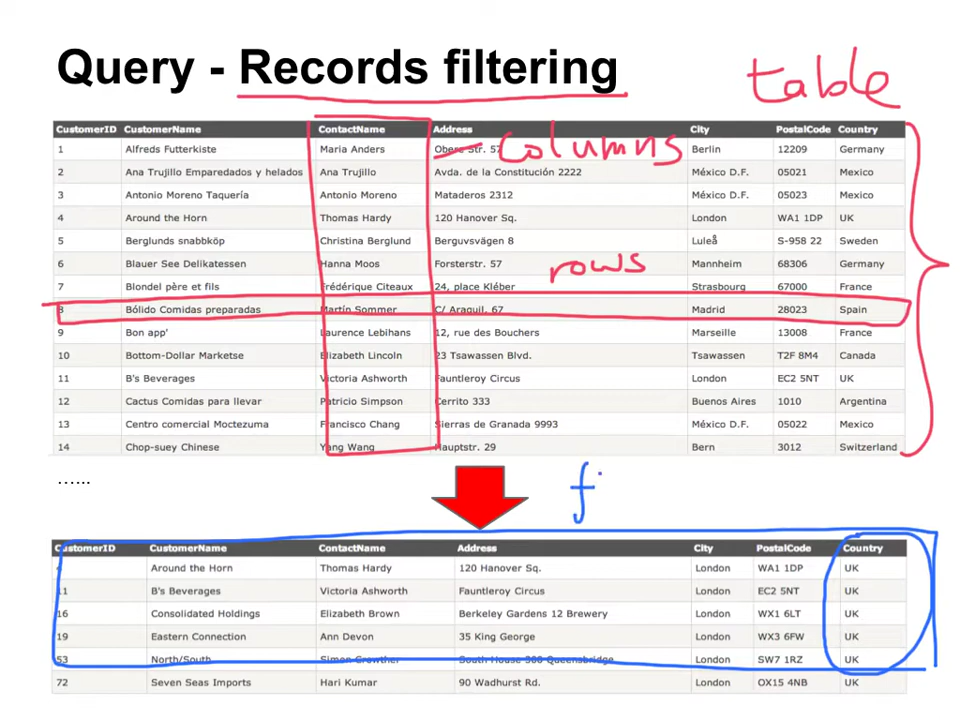 Query - Records filtering
table
CustomerID CustomerName ContactName Address City PostalCode Country
1 Alfreds Futterkiste Maria Anders Obere Str. 57 Berlin 12209 Germany
columns
2 Ana Trujillo Emparedados y helados Ana Trujillo Avda. de la Constitución 2222 México D.F. 05021 Mexico
3 Antonio Moreno Taquería Antonio Moreno Mataderos 2312 México D.F. 05023 Mexico
4 Around the Horn Thomas Hardy 120 Hanover Sq. London WA1 1DP UK
5 Berglunds snabbköp Christina Berglund Berguvsvägen 8 Luleå S-958 22 Sweden
6 Blauer See Delikatessen Hanna Moos Forsterstr. 57 Mannheim 68306 Germany
rows
7 Blondel père et fils Frédérique Citeaux 24, place Kléber Strasbourg 67000 France
8 Bólido Comidas preparadas Martín Sommer C/ Araquil, 67 Madrid 28023 Spain
9 Bon app' Laurence Lebihans 12, rue des Bouchers Marseille 13008 France
10 Bottom-Dollar Marketse Elizabeth Lincoln 23 Tsawassen Blvd. Tsawassen T2F 8M4 Canada
11 B's Beverages Victoria Ashworth Fauntleroy Circus London EC2 5NT UK
12 Cactus Comidas para llevar Patricio Simpson Cerrito 333 Buenos Aires 1010 Argentina
13 Centro comercial Moctezuma Francisco Chang Sierras de Granada 9993 México D.F. 05022 Mexico
14 Chop-suey Chinese Yang Wang Hauptstr. 29 Bern 3012 Switzerland
…...
f
CustomerID CustomerName ContactName Address City PostalCode Country
4 Around the Horn Thomas Hardy 120 Hanover Sq. London WA1 1DP UK
11 B's Beverages Victoria Ashworth Fauntleroy Circus London EC2 5NT UK
16 Consolidated Holdings Elizabeth Brown Berkeley Gardens 12 Brewery London WX1 6LT UK
19 Eastern Connection Ann Devon 35 King George London WX3 6FW UK
53 North/South Simon Crowther South House 300 Queensbridge London SW7 1RZ UK
72 Seven Seas Imports Hari Kumar 90 Wadhurst Rd. London OX15 4NB UK